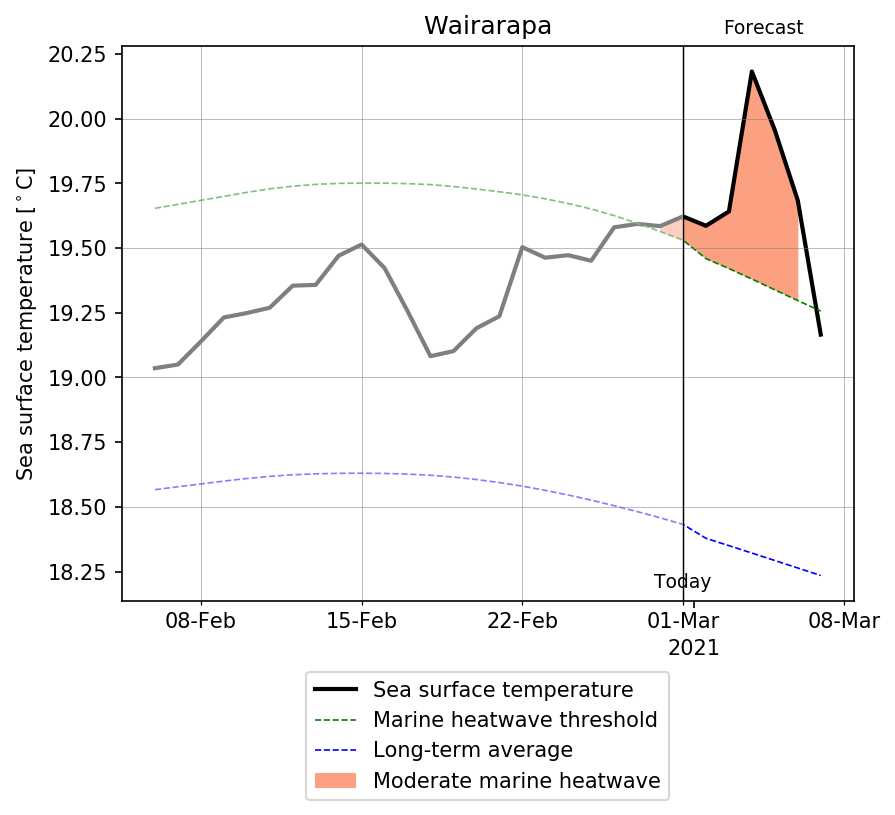 Wairarapa
Forecast
Sea surface temperature [°C]
20.25
20.00
19.75
19.50
19.25
19.00
18.75
18.50
18.25
Today
08-Feb 15-Feb 22-Feb 01-Mar 08-Mar
2021
Sea surface temperature
Marine heatwave threshold
Long-term average
Moderate marine heatwave